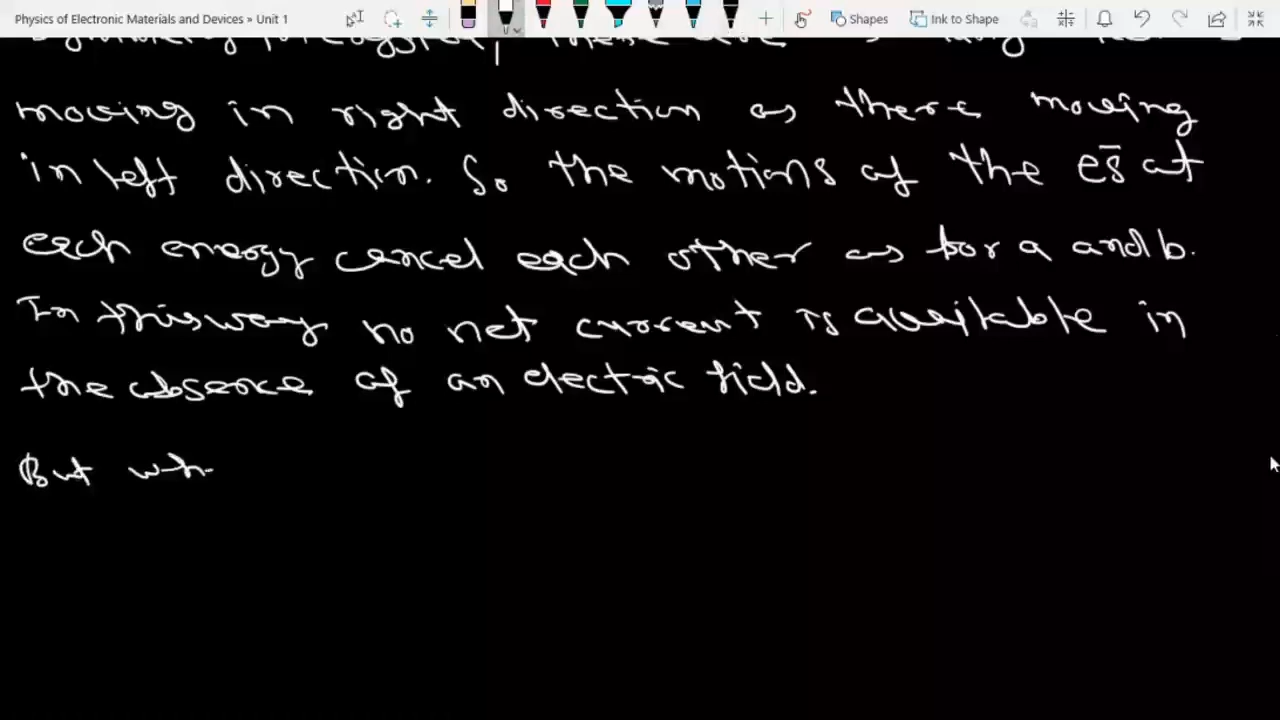 Physics of Electronic Materials and Devices » Unit 1
Shapes
Ink to Shape
moving in right direction as there moving
in left direction. So the motions of the es̄ at
each energy cancel each other as for a and b.
In this way no net current is available in
the absence of an electric field.
But wh